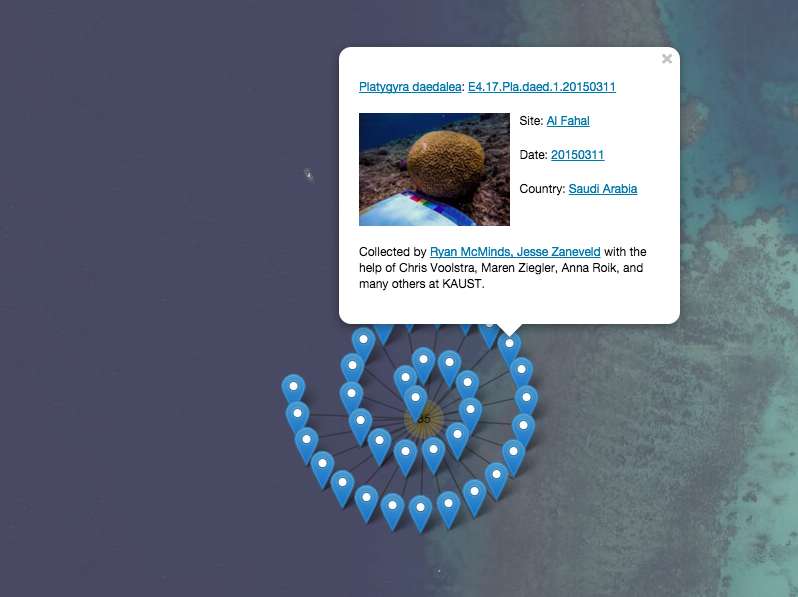 Platygyra daedalea: E4.17.Pla.daed.1.20150311
Site: Al Fahal
Date: 20150311
Country: Saudi Arabia
Collected by Ryan McMinds, Jesse Zaneveld with the
help of Chris Voolstra, Maren Ziegler, Anna Roik, and
many others at KAUST.
35